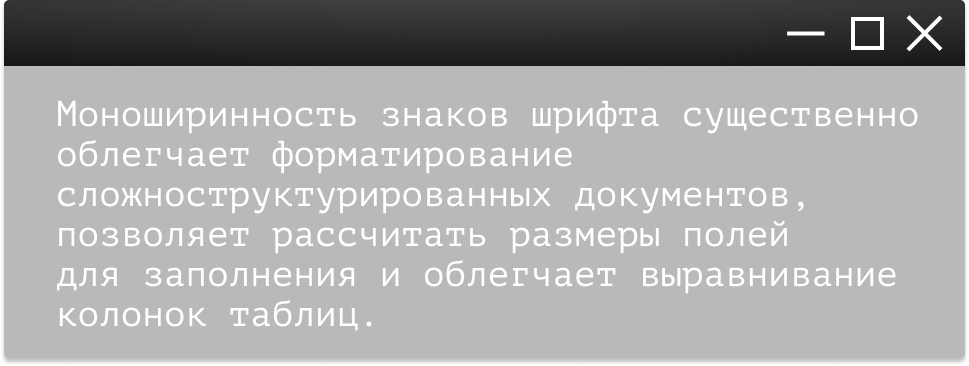 Моноширинность знаков шрифта существенно
облегчает форматирование
сложноструктурированных документов,
позволяет рассчитать размеры полей
для заполнения и облегчает выравнивание
колонок таблиц.